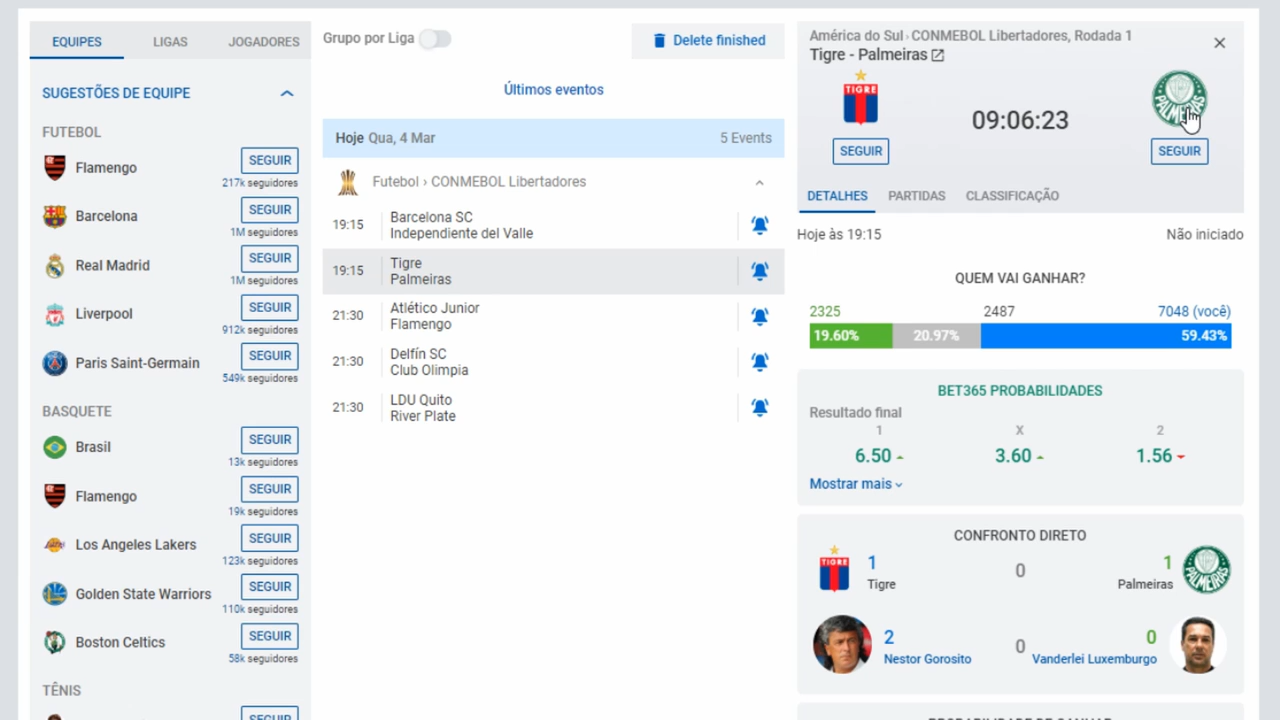 EQUIPES
LIGAS
JOGADORES
SUGESTÕES DE EQUIPE
FUTEBOL
Flamengo
SEGUIR
217k seguidores
Barcelona
SEGUIR
1M seguidores
Real Madrid
SEGUIR
1M seguidores
Liverpool
SEGUIR
912k seguidores
Paris Saint-Germain
SEGUIR
549k seguidores
BASQUETE
Brasil
SEGUIR
13k seguidores
Flamengo
SEGUIR
19k seguidores
Los Angeles Lakers
SEGUIR
123k seguidores
Golden State Warriors
SEGUIR
110k seguidores
Boston Celtics
SEGUIR
58k seguidores
TÊNIS
SEGUIR
Grupo por Liga
Delete finished
Últimos eventos
Hoje Qua, 4 Mar
5 Events
Futebol › CONMEBOL Libertadores
19:15
Barcelona SC
Independiente del Valle
19:15
Tigre
Palmeiras
21:30
Atlético Junior
Flamengo
21:30
Delfín SC
Club Olimpia
21:30
LDU Quito
River Plate
América do Sul › CONMEBOL Libertadores, Rodada 1
Tigre - Palmeiras
TIGRE
09:06:23
PALMEIRAS
SEGUIR
SEGUIR
DETALHES
PARTIDAS
CLASSIFICAÇÃO
Hoje às 19:15
Não iniciado
QUEM VAI GANHAR?
2325
2487
7048 (você)
19.60%
20.97%
59.43%
BET365 PROBABILIDADES
Resultado final
1
X
2
6.50
3.60
1.56
Mostrar mais
CONFRONTO DIRETO
TIGRE
1
Tigre
0
1
Palmeiras
PALMEIRAS
2
Nestor Gorosito
0
0
Vanderlei Luxemburgo
PROBABILIDADE DE GANHAR